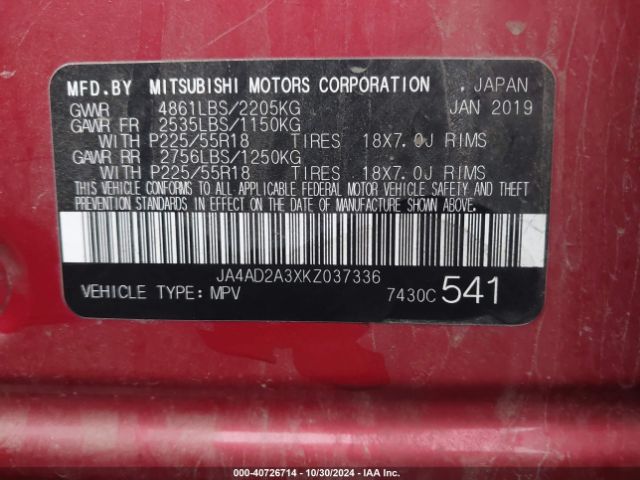 MFD.BY MITSUBISHI MOTORS CORPORATION, JAPAN
GVWR 4861LBS/2205KG JAN 2019
GAWR FR 2535LBS/1150KG
WITH P225/55R18 TIRES 18X7.0J RIMS
GAWR RR 2756LBS/1250KG
WITH P225/55R18 TIRES 18X7.0J RIMS
THIS VEHICLE CONFORMS TO ALL APPLICABLE FEDERAL MOTOR VEHICLE SAFETY AND THEFT
PREVENTION STANDARDS IN EFFECT ON THE DATE OF MANUFACTURE SHOWN ABOVE.
JA4AD2A3XKZ037336
VEHICLE TYPE: MPV 7430C 541
000-40726714 | 10/30/2024 | IAA Inc.